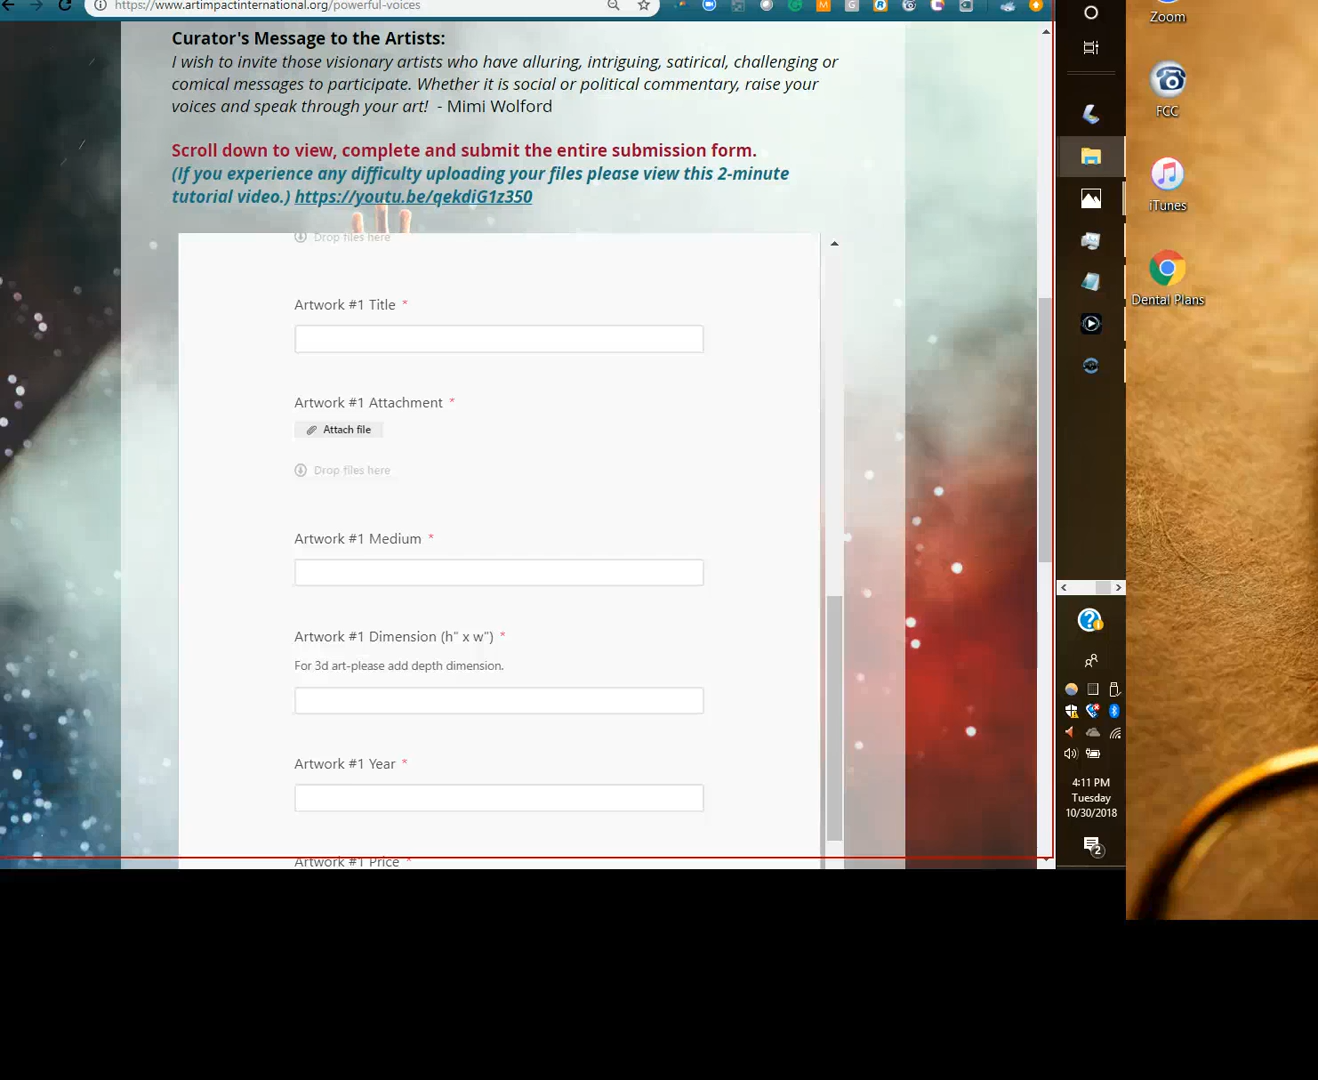 https://www.artimpactinternational.org/powerful-voices
Curator's Message to the Artists:
I wish to invite those visionary artists who have alluring, intriguing, satirical, challenging or
comical messages to participate. Whether it is social or political commentary, raise your
voices and speak through your art!  - Mimi Wolford
Scroll down to view, complete and submit the entire submission form.
(If you experience any difficulty uploading your files please view this 2-minute
tutorial video.) https://youtu.be/qekdiG1z350
Drop files here
Artwork #1 Title *
Artwork #1 Attachment *
Attach file
Drop files here
Artwork #1 Medium *
Artwork #1 Dimension (h" x w") *
For 3d art-please add depth dimension.
Artwork #1 Year *
Artwork #1 Price *
4:11 PM
Tuesday
10/30/2018
2
Zoom
FCC
iTunes
Dental Plans